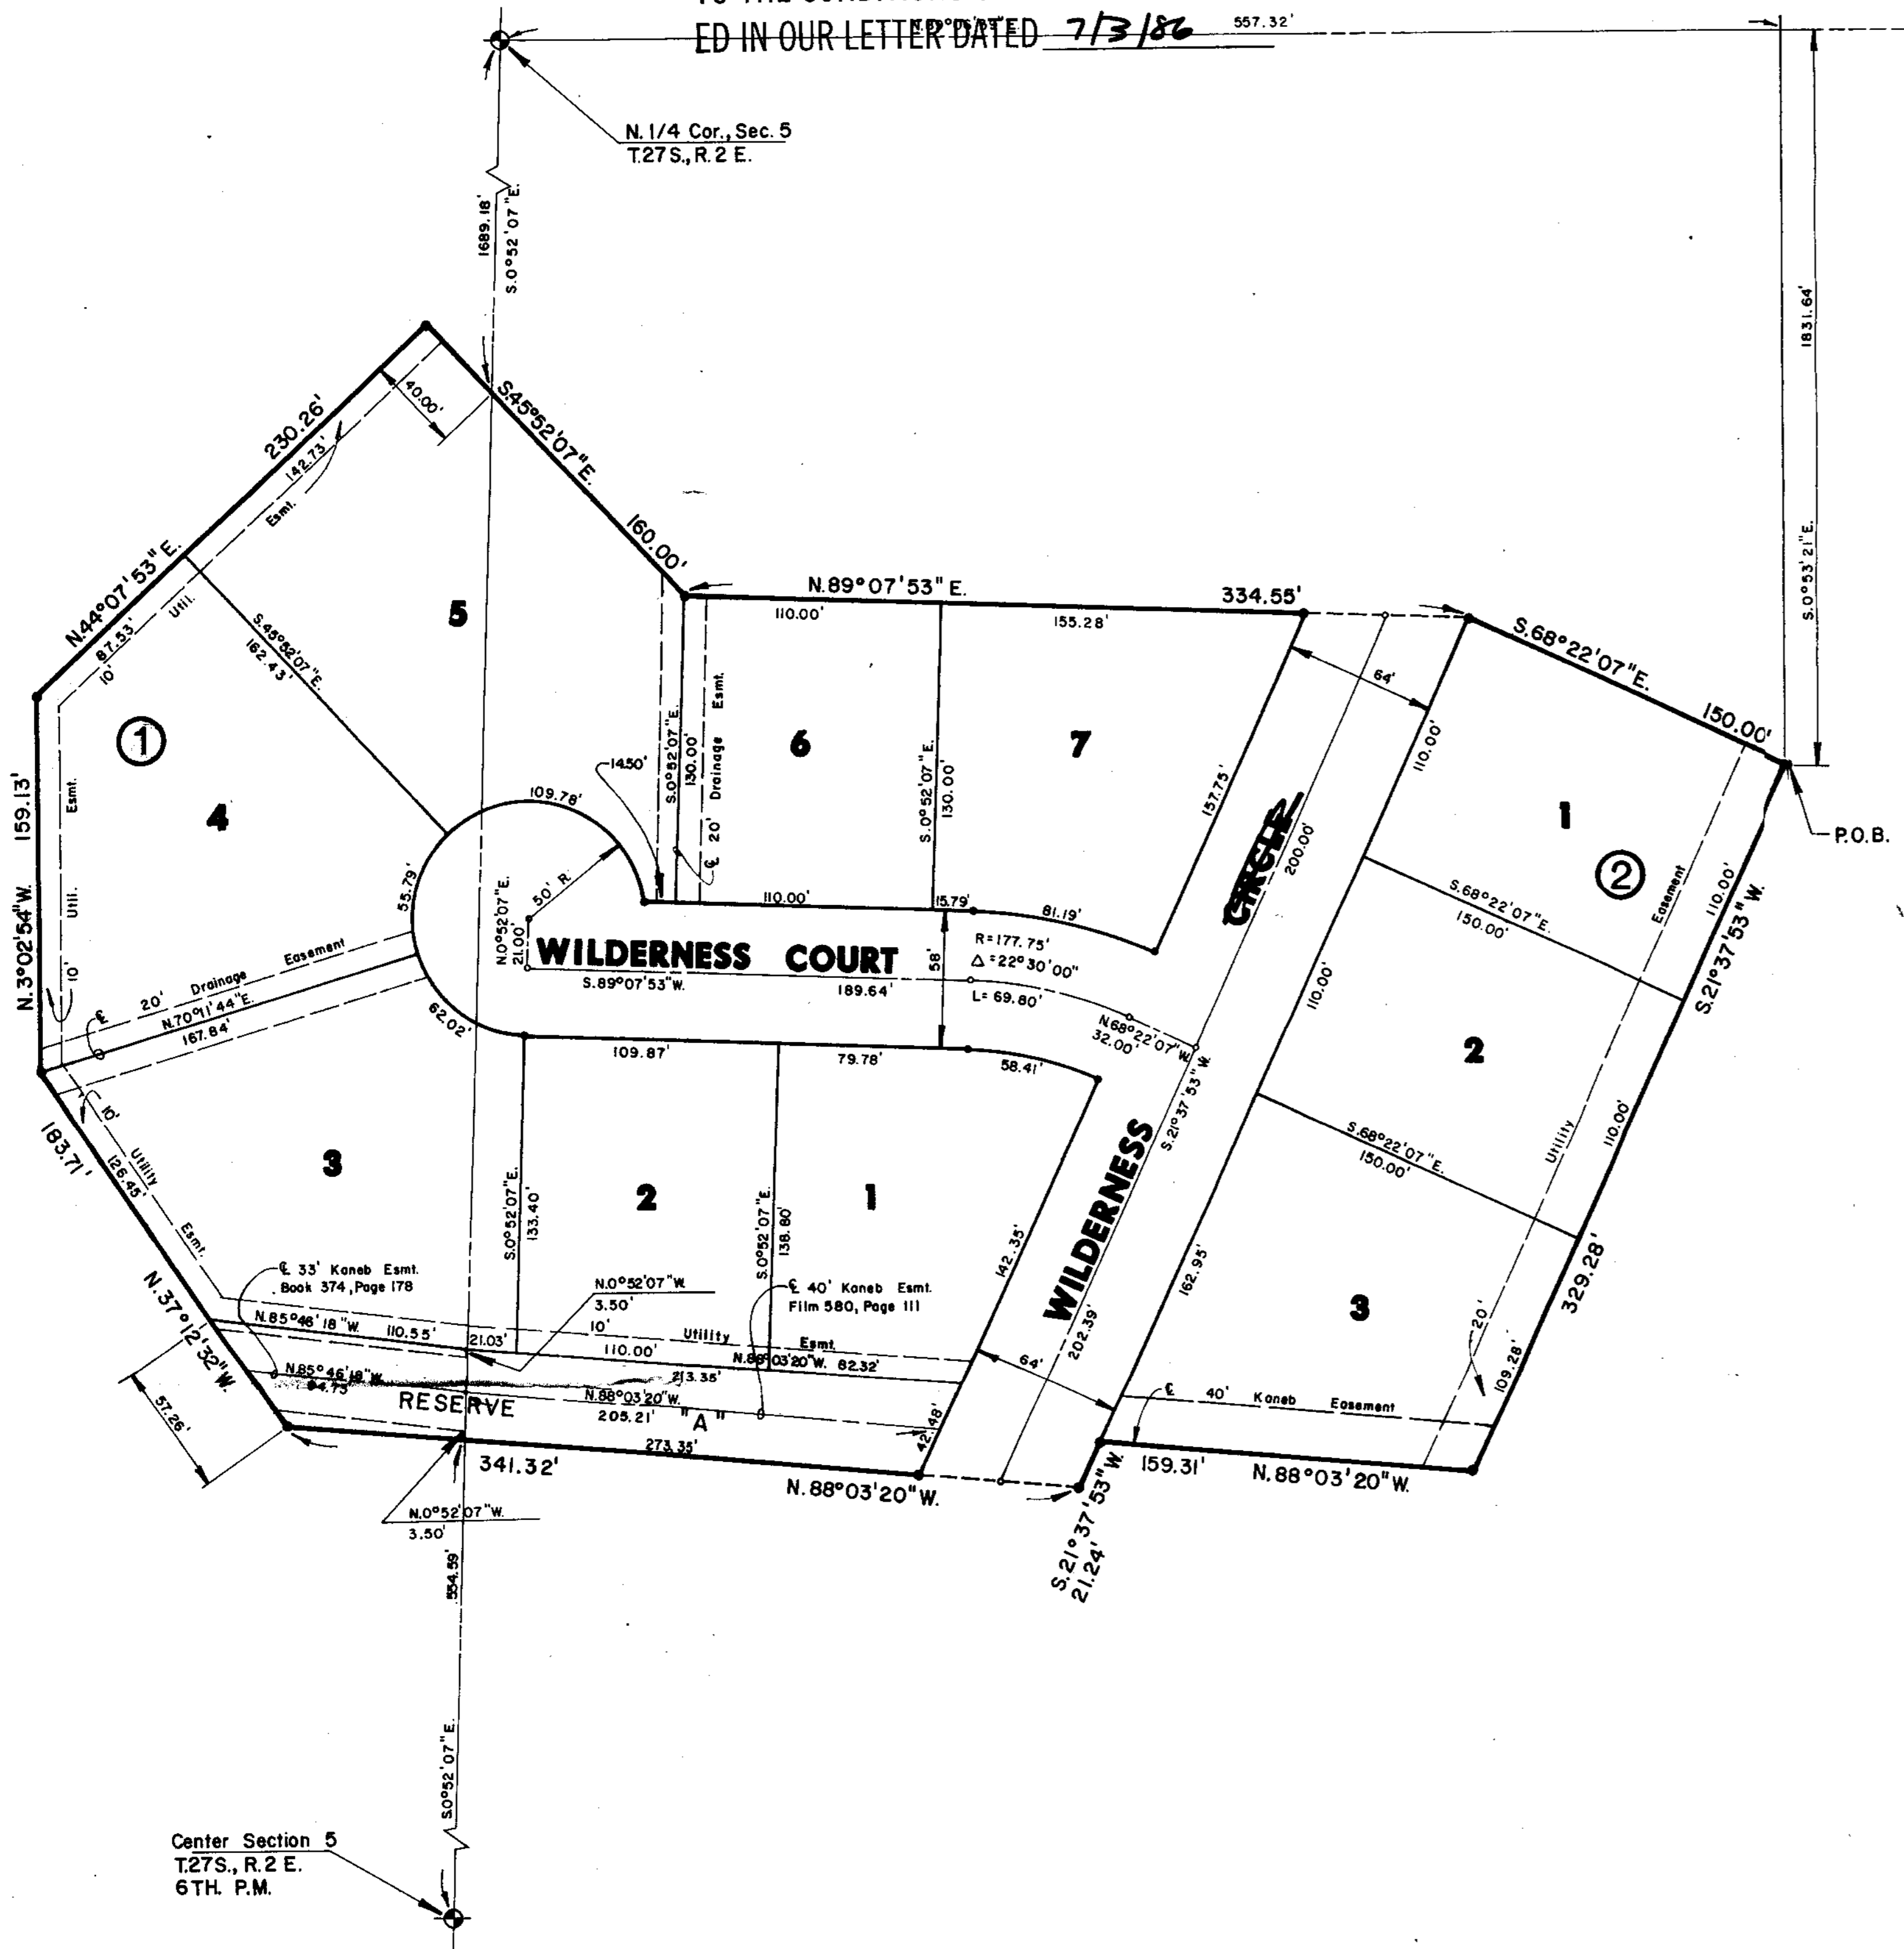 ED IN OUR LETTER DATED 7/3/86
557.32'
N. 1/4 Cor., Sec. 5
T.27 S., R. 2 E.
1689.18'
S.0°52'07"E.
1831.64'
S.0°53'21"E.
40.00'
230.26'
142.73'
Esmt.
S.45°52'07"E.
160.00'
N.44°07'53"E.
87.53'
Util.
10'
S.45°52'07"E.
162.43'
5
N.89°07'53"E.
334.55'
110.00'
155.28'
S.68°22'07"E.
150.00'
64'
110.00'
1
4
159.13'
N.3°02'54"W.
Esmt.
Util.
10'
109.78'
14.50'
S.0°52'07"E.
130.00'
℄ 20' Drainage Esmt.
6
S.0°52'07"E.
130.00'
7
157.75'
CIRCLE
200.00'
1
2
P.O.B.
Easement
110.00'
S.21°37'53"W.
S.68°22'07"E.
150.00'
55.79'
50' R.
N.0°52'07"E.
21.00'
110.00'
15.79'
81.19'
WILDERNESS COURT
58'
R=177.75'
Δ=22°30'00"
L= 69.80'
S.89°07'53"W.
189.64'
N.68°22'07"W.
32.00'
110.00'
2
20' Drainage Easement
℄
N.70°11'44"E.
167.84'
62.02'
109.87'
79.78'
58.41'
S.21°37'53"W.
S.68°22'07"E.
150.00'
110.00'
Utility
183.71'
10'
Utility
126.45'
Esmt.
3
S.0°52'07"E.
133.40'
2
S.0°52'07"E.
138.80'
1
142.35'
WILDERNESS
202.39'
162.95'
3
329.28'
20'
109.28'
℄ 33' Kaneb Esmt.
Book 374, Page 178
N.0°52'07"W.
3.50'
℄ 40' Kaneb Esmt.
Film 580, Page 111
N.37°12'32"W.
57.26'
N.85°46'18"W.
110.55'
21.03'
10'
Utility
Esmt.
110.00'
N.88°03'20"W. 82.32'
64'
N.85°46'18"W.
213.35'
N.88°03'20"W.
205.21'
RESERVE "A"
42.48'
273.35'
341.32'
N.88°03'20"W.
℄ 40' Kaneb Easement
159.31'
N.88°03'20"W.
S.21°37'53"W.
21.24'
N.0°52'07"W.
3.50'
554.59'
S.0°52'07"E.
Center Section 5
T.27S., R. 2 E.
6TH. P.M.